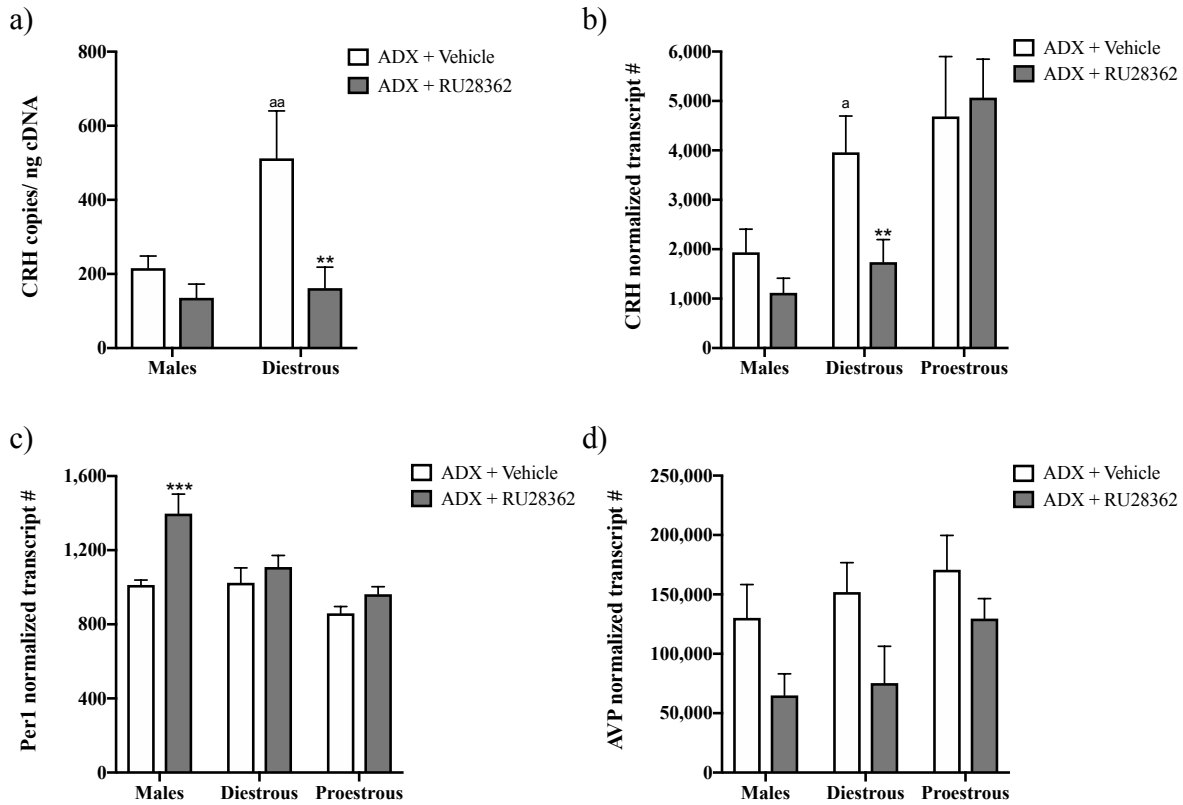 a)
800
600
400
200
0
CRH copies/ ng cDNA
ADX + Vehicle
ADX + RU28362
aa
**
Males
Diestrous
b)
6,000
5,000
4,000
3,000
2,000
1,000
0
CRH normalized transcript #
ADX + Vehicle
ADX + RU28362
a
**
Males
Diestrous
Proestrous
c)
1,600
1,200
800
400
0
Per1 normalized transcript #
ADX + Vehicle
ADX + RU28362
***
Males
Diestrous
Proestrous
d)
250,000
200,000
150,000
100,000
50,000
0
AVP normalized transcript #
ADX + Vehicle
ADX + RU28362
Males
Diestrous
Proestrous